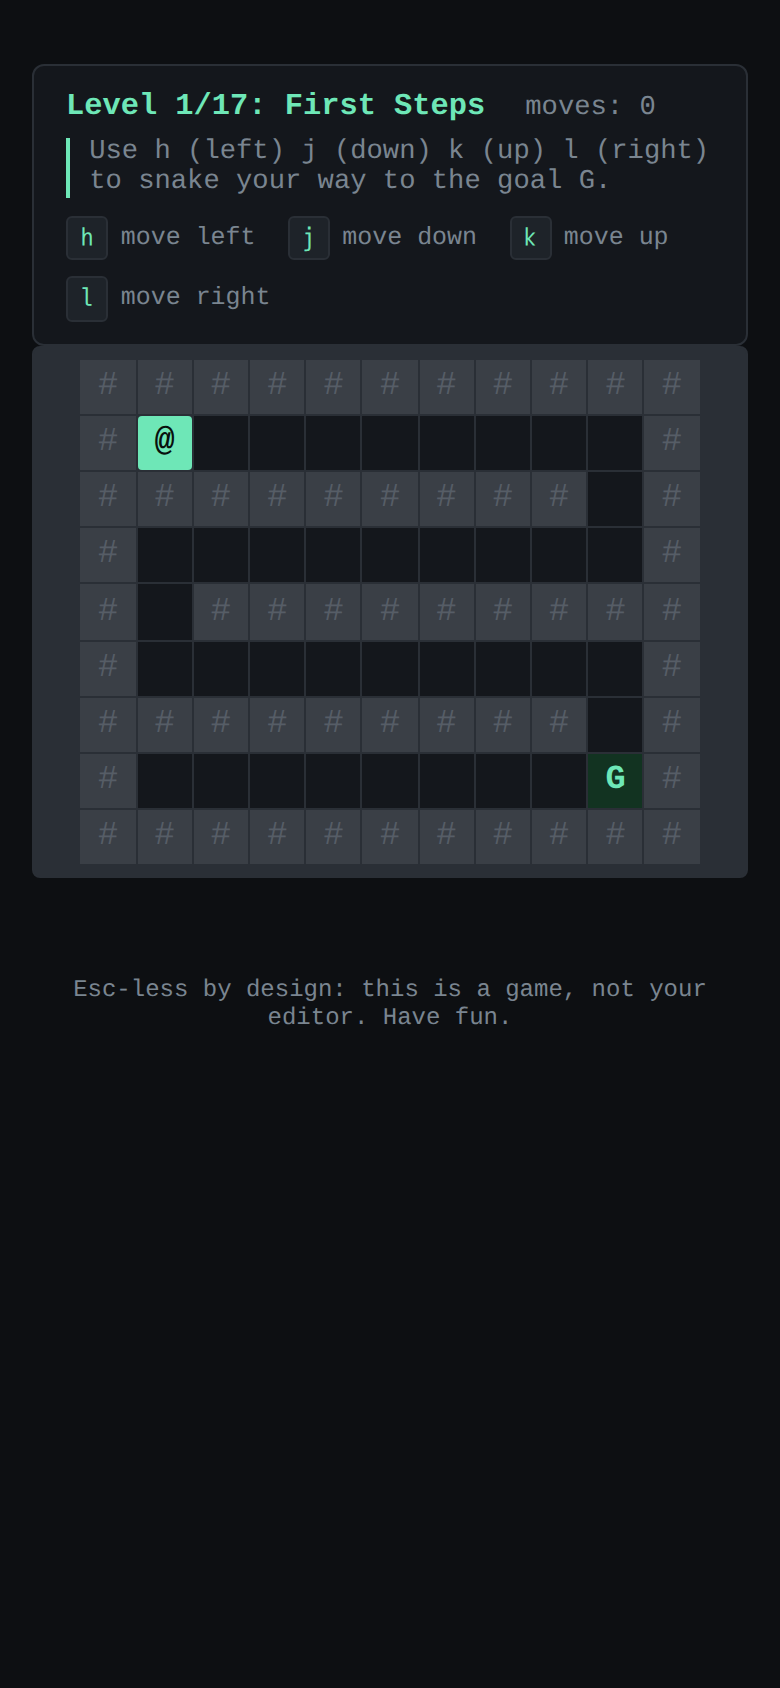 Level 1/17: First Steps moves: 0
Use h (left) j (down) k (up) l (right)
to snake your way to the goal G.
h move left j move down k move up
l move right
# # # # # # # # # # #
# @ #
# # # # # # # # # #
# #
# # # # # # # # # #
# #
# # # # # # # # # #
# G #
# # # # # # # # # # #
Esc-less by design: this is a game, not your
editor. Have fun.